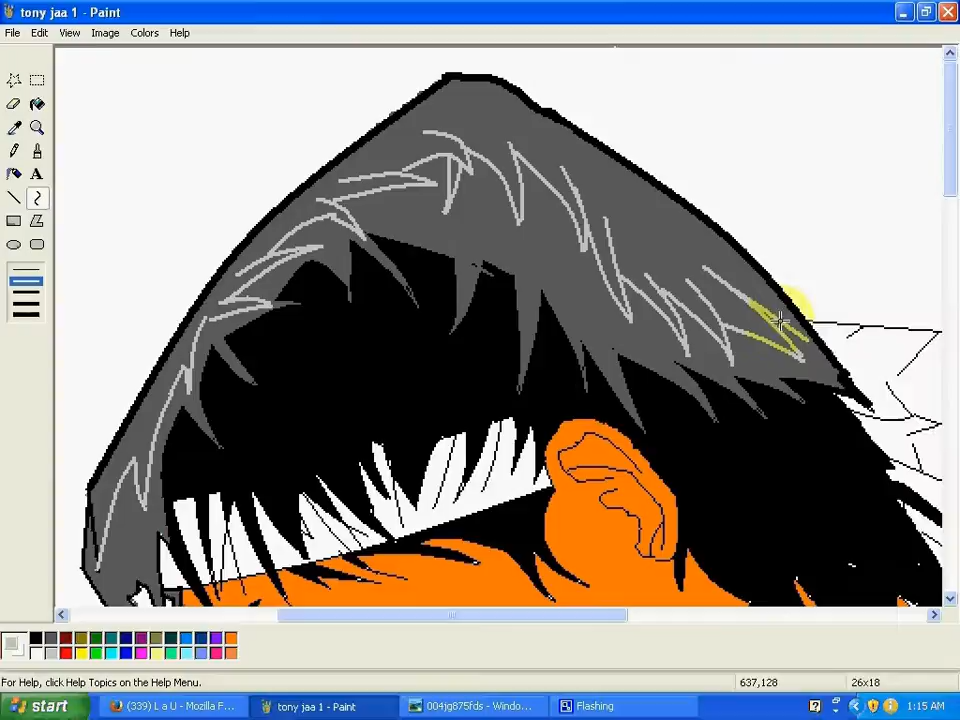 tony jaa 1 - Paint
File Edit View Image Colors Help
A
For Help, click Help Topics on the Help Menu.
637,128
26x18
start
(339) L a U - Mozilla F...
tony jaa 1 - Paint
004jg875fds - Windo...
Flashing
1:15 AM